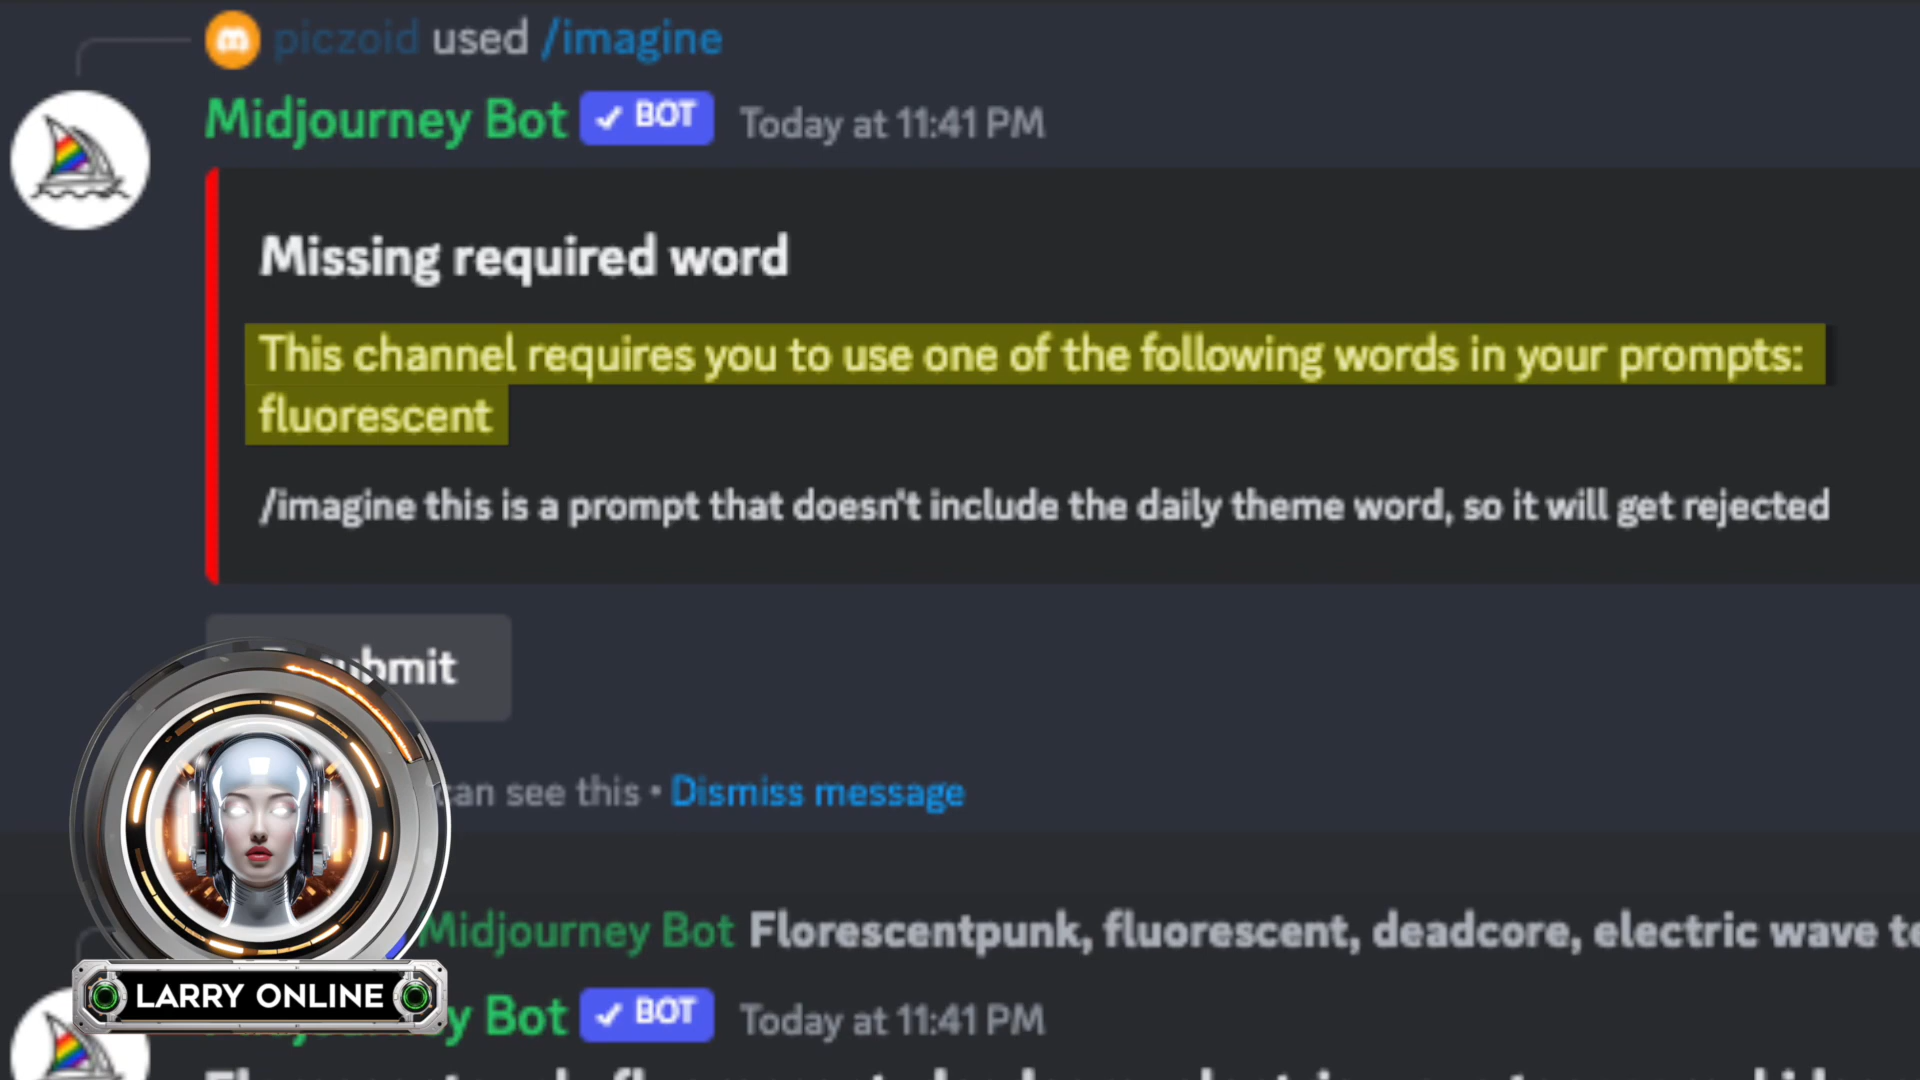 piczoid used /imagine
Midjourney Bot ✓ BOT Today at 11:41 PM
Missing required word
This channel requires you to use one of the following words in your prompts:
fluorescent
/imagine this is a prompt that doesn't include the daily theme word, so it will get rejected
can see this • Dismiss message
Midjourney Bot Florescentpunk, fluorescent, deadcore, electric wave
LARRY ONLINE
Bot ✓ BOT Today at 11:41 PM